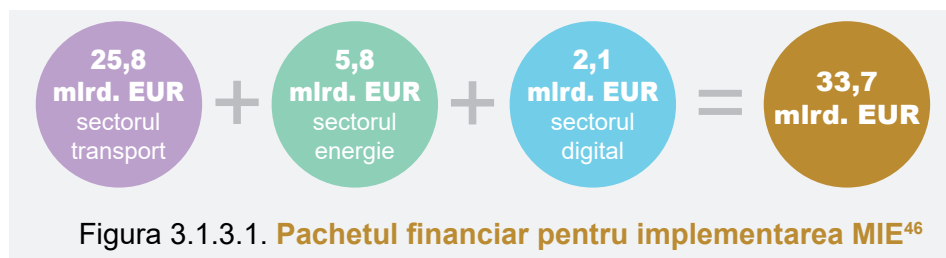 25,8
mlrd. EUR
sectorul
transport
+
5,8
mlrd. EUR
sectorul
energie
+
2,1
mlrd. EUR
sectorul
digital
=
33,7
mlrd. EUR
Figura 3.1.3.1. Pachetul financiar pentru implementarea MIE⁴⁶